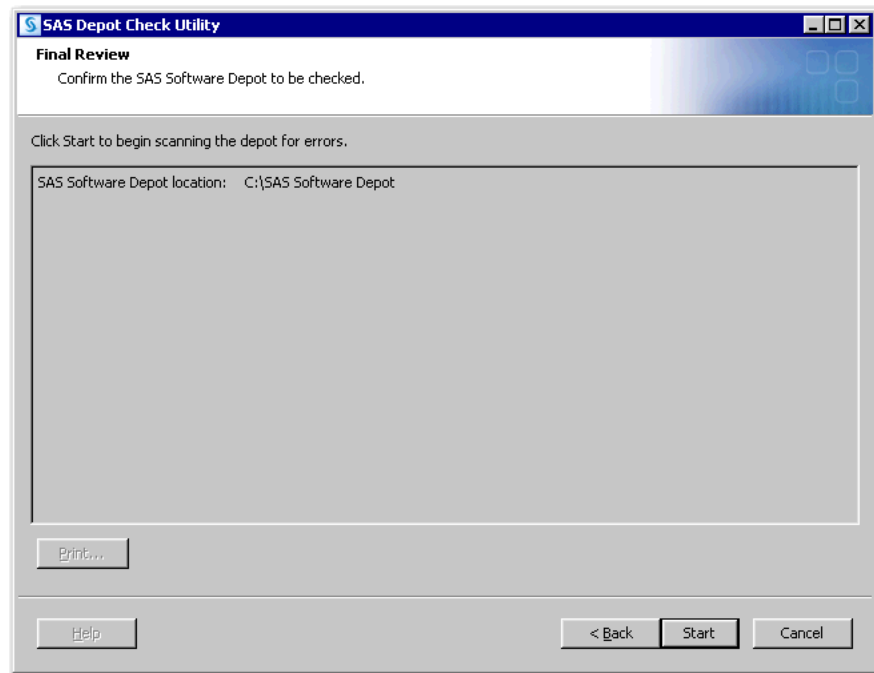 SAS Depot Check Utility
Final Review
Confirm the SAS Software Depot to be checked.
Click Start to begin scanning the depot for errors.
SAS Software Depot location: C:\SAS Software Depot
Print...
Help
< Back Start Cancel